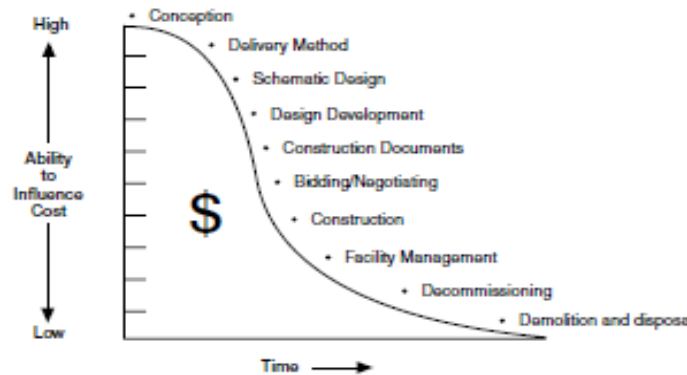 Conception
High
Delivery Method
Schematic Design
Design Development
Construction Documents
Ability
to
Influence
Cost
Bidding/Negotiating
$
Construction
Facility Management
Decommissioning
Demolition and disposa
Low
Time